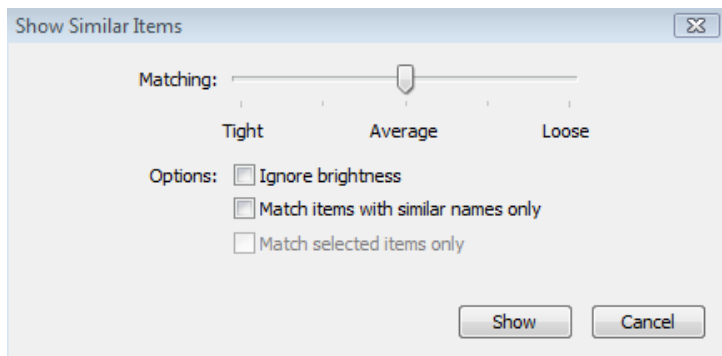 Show Similar Items
Matching:
Tight Average Loose
Options: Ignore brightness
Match items with similar names only
Match selected items only
Show Cancel